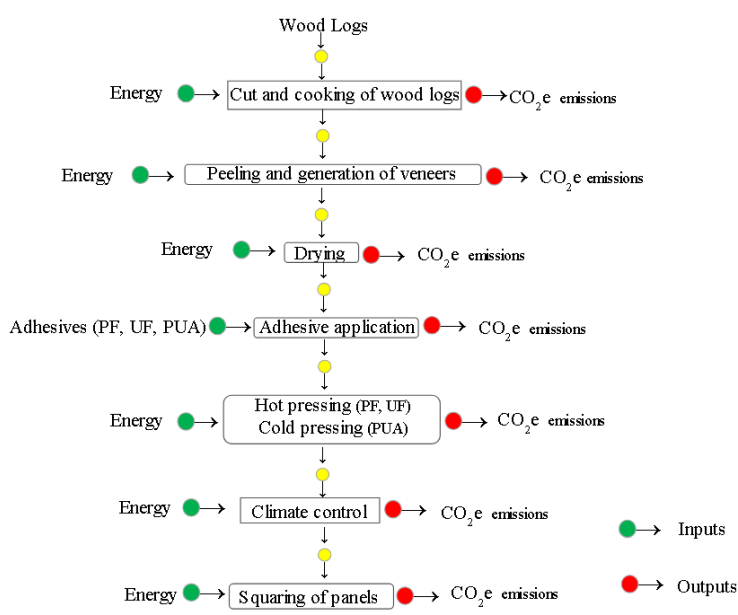 Wood Logs
Energy
Cut and cooking of wood logs
CO2e emissions
Energy
Peeling and generation of veneers
CO2e emissions
Energy
Drying
CO2e emissions
Adhesives (PF, UF, PUA)
Adhesive application
CO2e emissions
Energy
Hot pressing (PF, UF)
Cold pressing (PUA)
CO2e emissions
Energy
Climate control
CO2e emissions
Inputs
Energy
Squaring of panels
CO2e emissions
Outputs